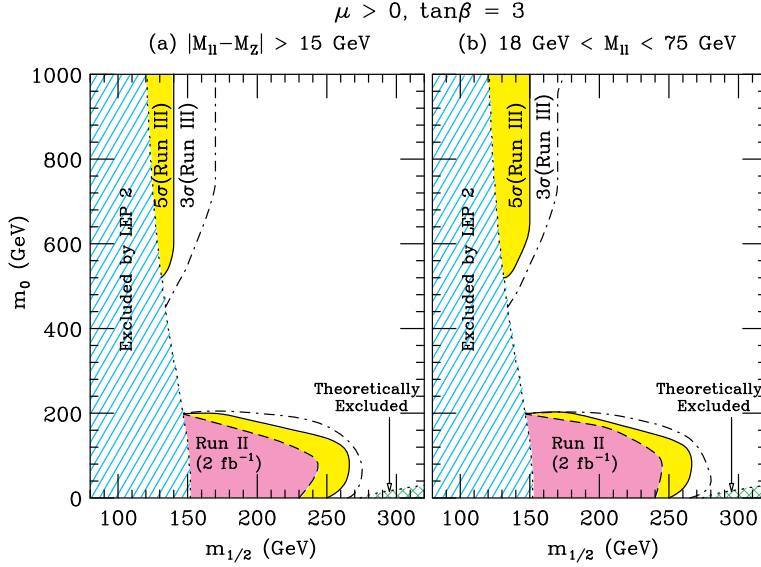 μ > 0, tanβ = 3
(a) |M_ll−M_Z| > 15 GeV
(b) 18 GeV < M_ll < 75 GeV
m_0 (GeV)
1000
800
600
400
200
0
Excluded by LEP 2
5σ(Run III)
3σ(Run III)
Theoretically
Excluded
Run II
(2 fb⁻¹)
100
150
200
250
300
m_1/2 (GeV)
Excluded by LEP 2
5σ(Run III)
3σ(Run III)
Theoretically
Excluded
Run II
(2 fb⁻¹)
100
150
200
250
300
m_1/2 (GeV)